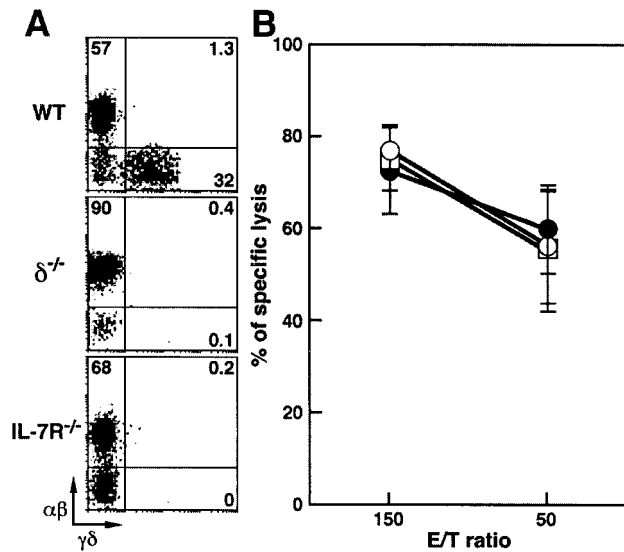 A
WT
57 1.3
32
δ-/-
90 0.4
0.1
IL-7R-/-
68 0.2
0
αβ
γδ
B
% of specific lysis
100
80
60
40
20
0
150 50
E/T ratio